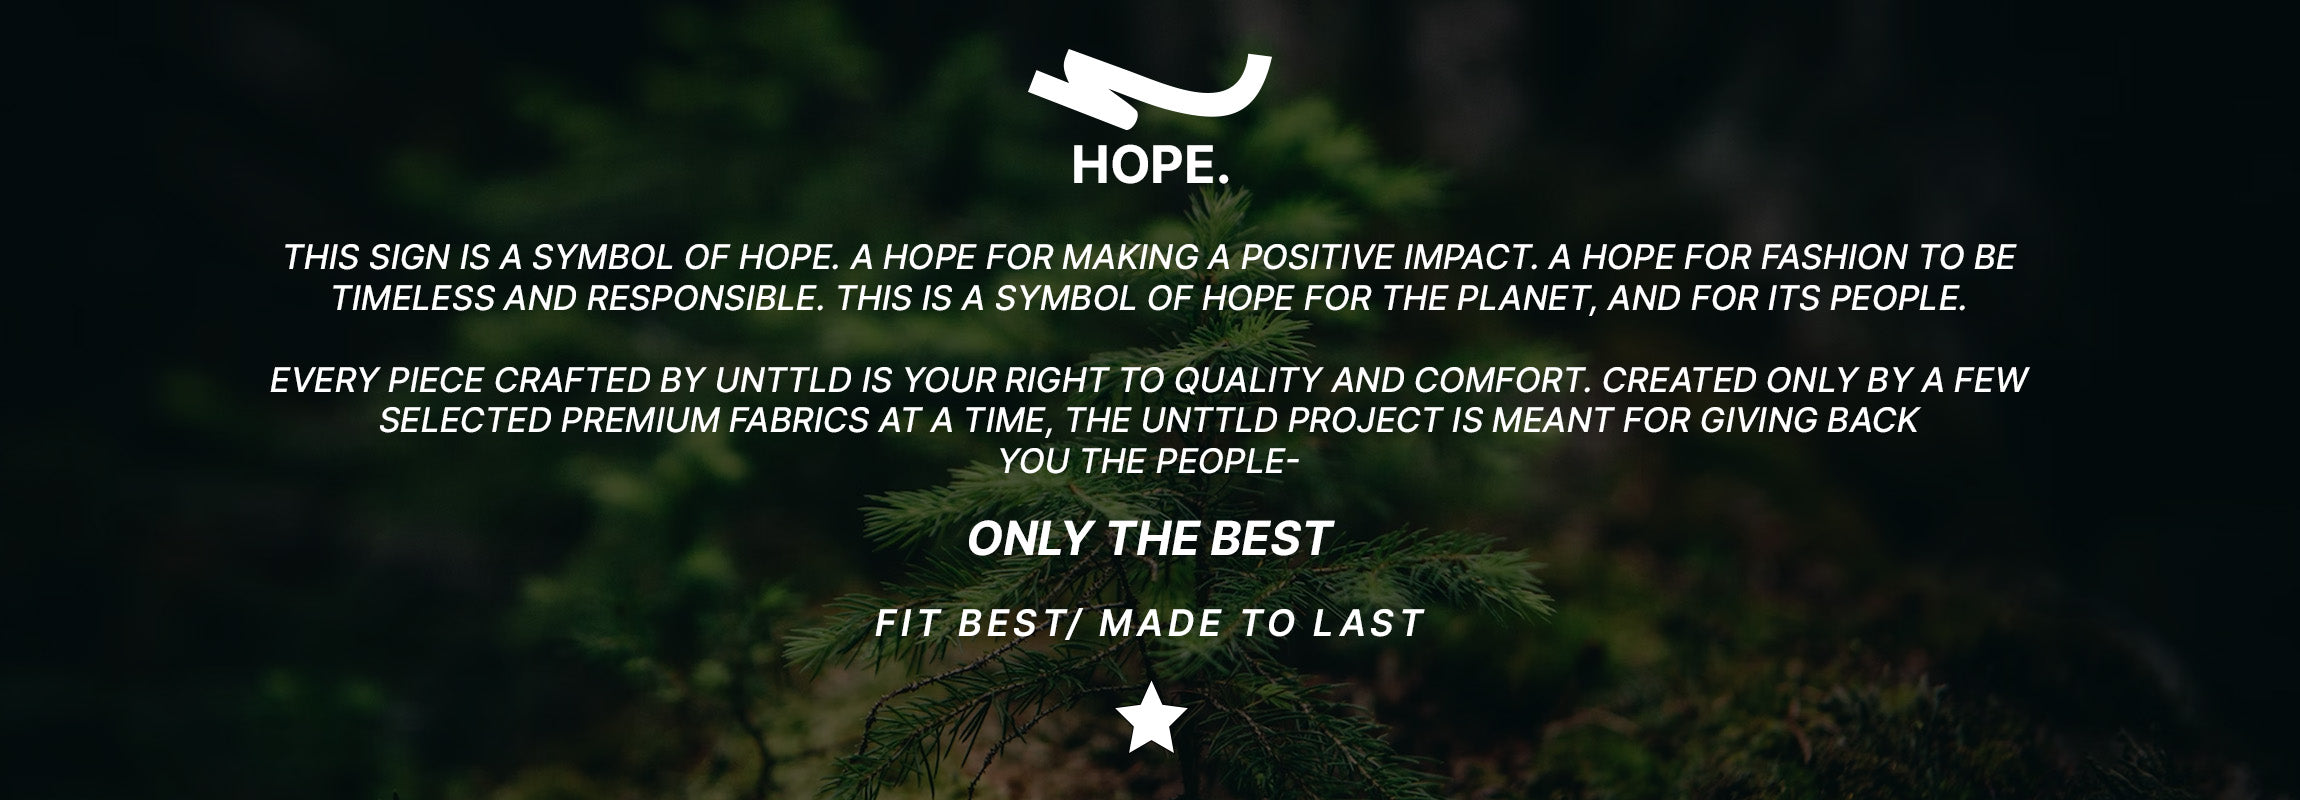 HOPE.
THIS SIGN IS A SYMBOL OF HOPE. A HOPE FOR MAKING A POSITIVE IMPACT. A HOPE FOR FASHION TO BE
TIMELESS AND RESPONSIBLE. THIS IS A SYMBOL OF HOPE FOR THE PLANET, AND FOR ITS PEOPLE.
EVERY PIECE CRAFTED BY UNTTLD IS YOUR RIGHT TO QUALITY AND COMFORT. CREATED ONLY BY A FEW
SELECTED PREMIUM FABRICS AT A TIME, THE UNTTLD PROJECT IS MEANT FOR GIVING BACK
YOU THE PEOPLE-
ONLY THE BEST
FIT BEST/ MADE TO LAST